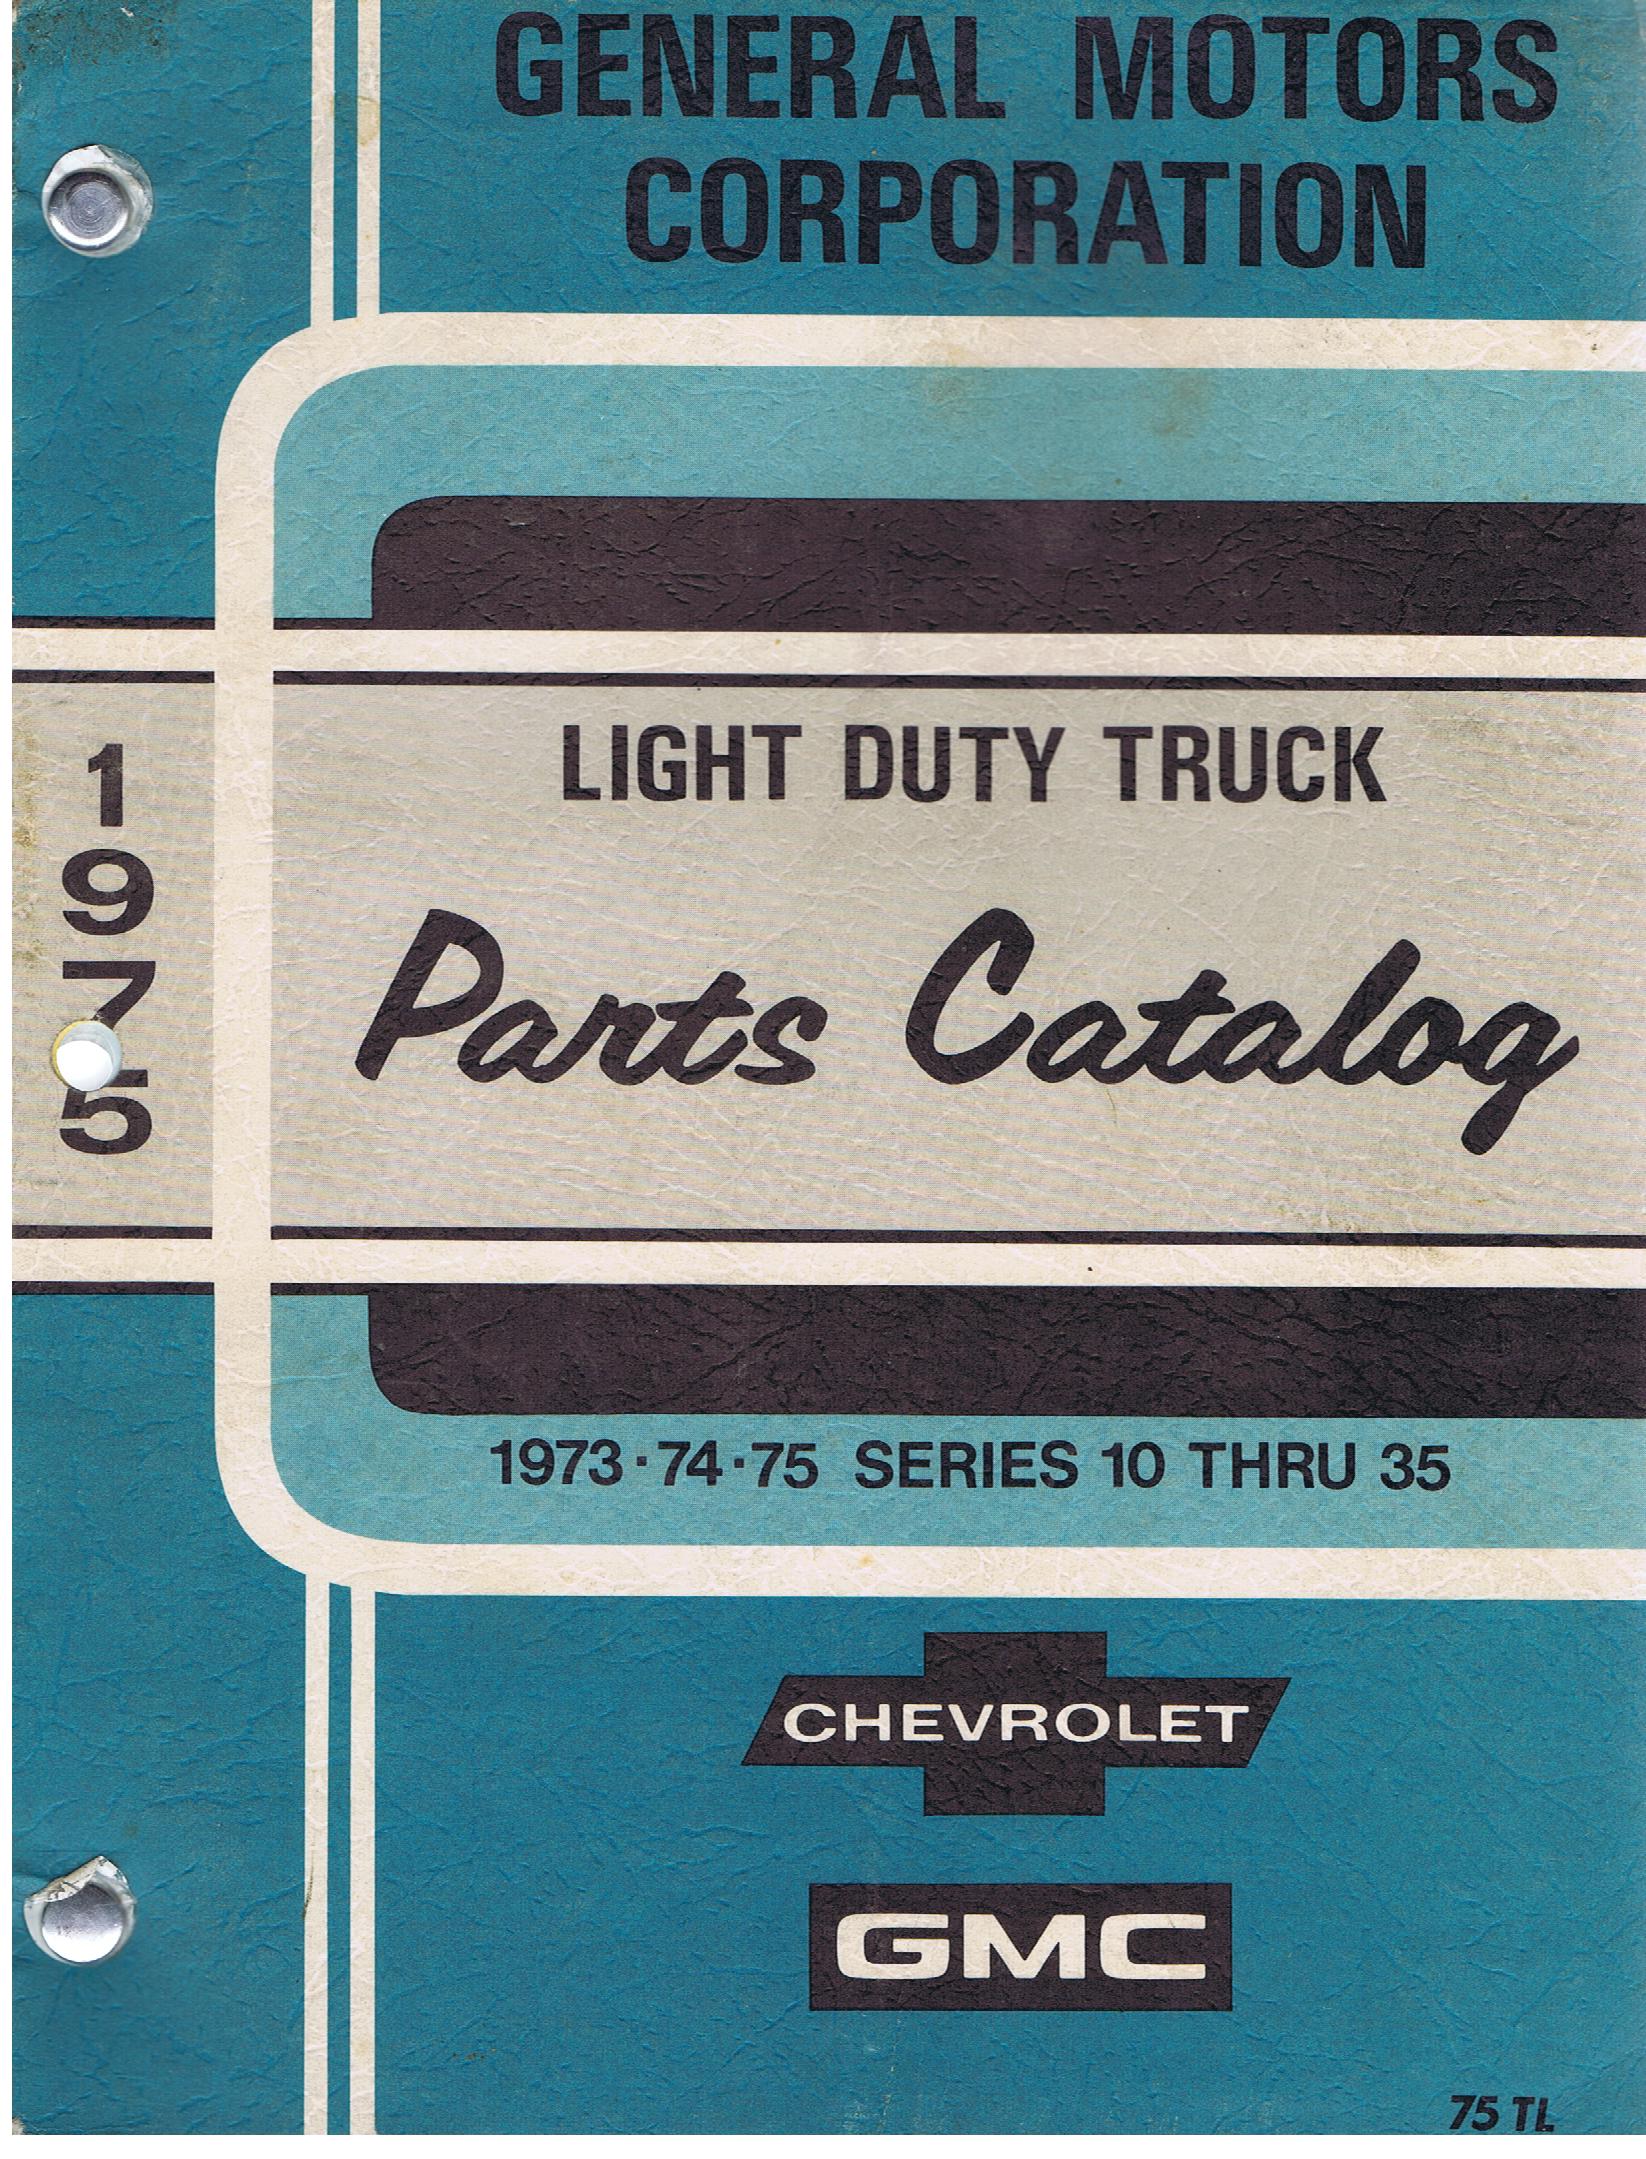 GENERAL MOTORS
CORPORATION
LIGHT DUTY TRUCK
1975
Parts Catalog
1973·74·75 SERIES 10 THRU 35
CHEVROLET
GMC
75 TL